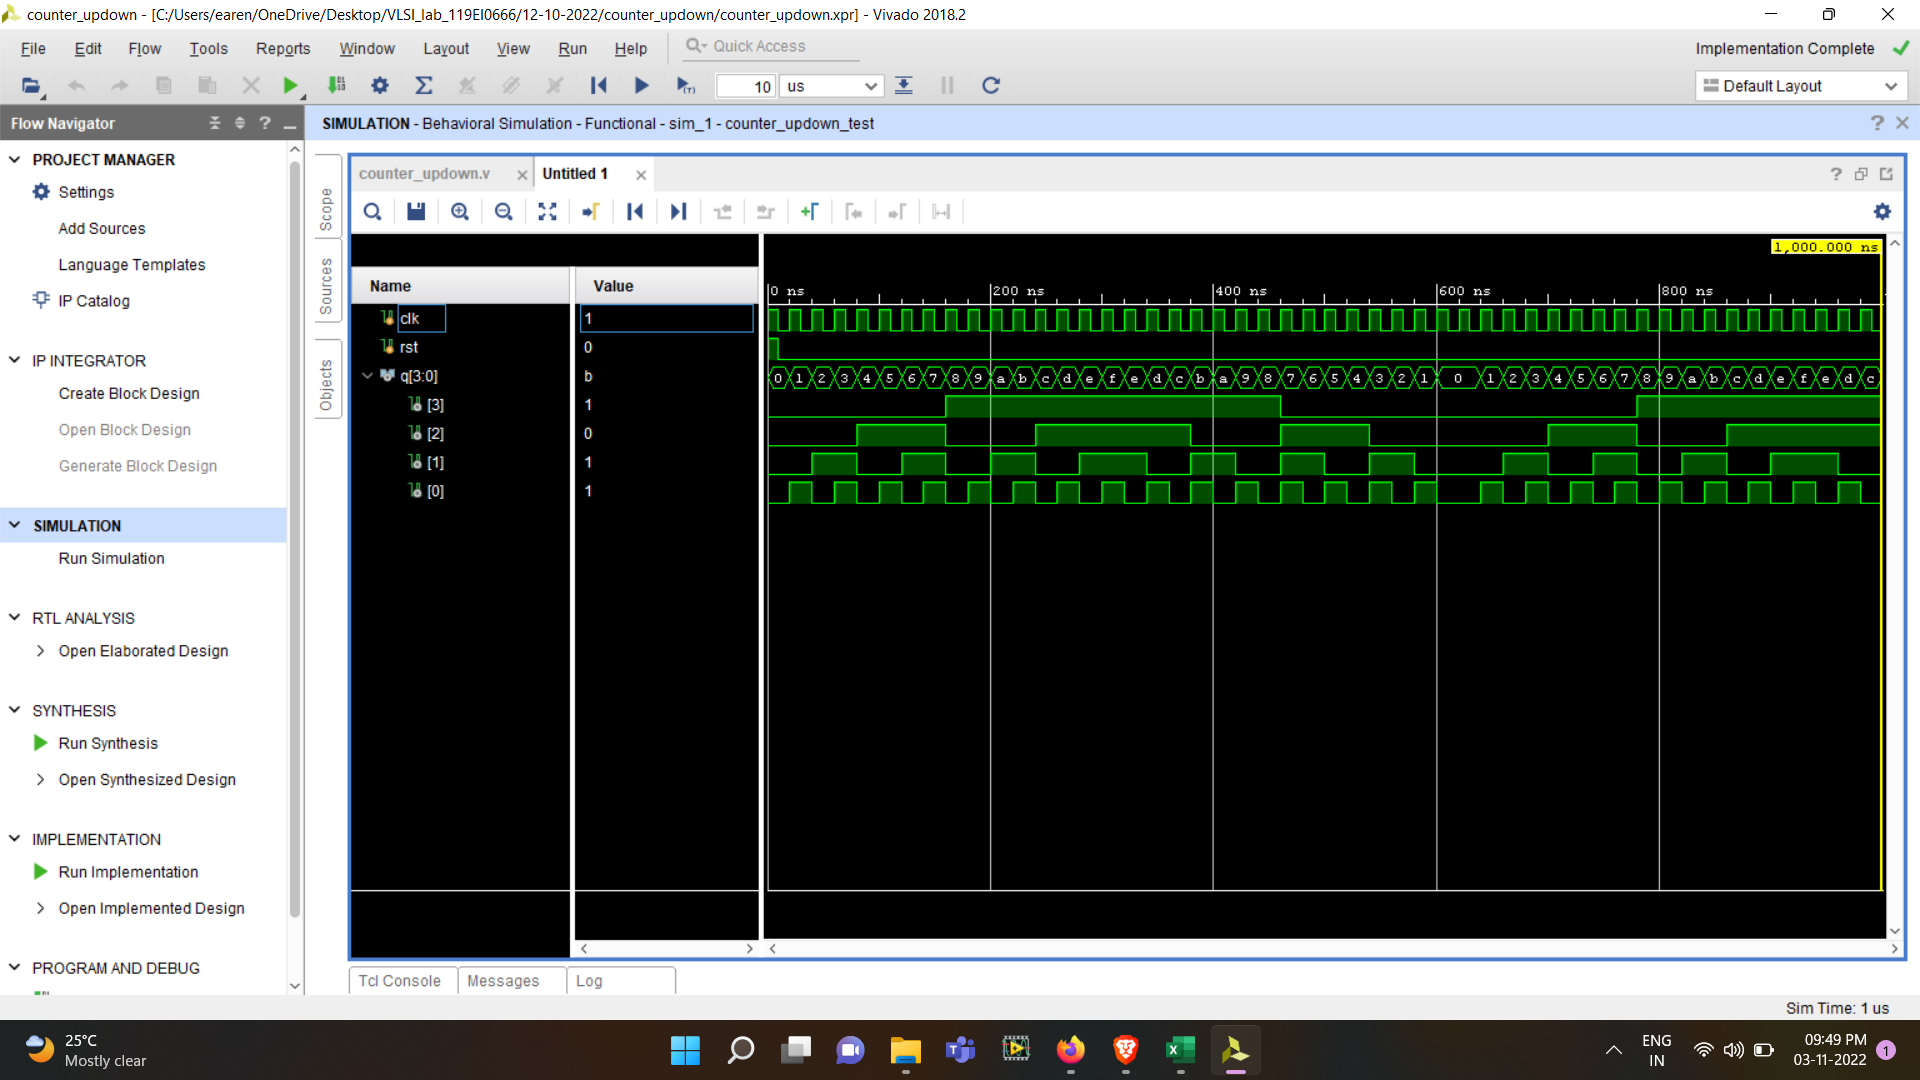 counter_updown - [C:/Users/earen/OneDrive/Desktop/VLSI_lab_119EI0666/12-10-2022/counter_updown/counter_updown.xpr] - Vivado 2018.2
File Edit Flow Tools Reports Window Layout View Run Help Quick Access Implementation Complete
10 us Default Layout
Flow Navigator
SIMULATION - Behavioral Simulation - Functional - sim_1 - counter_updown_test
PROJECT MANAGER
Settings
Add Sources
Language Templates
IP Catalog
IP INTEGRATOR
Create Block Design
Open Block Design
Generate Block Design
SIMULATION
Run Simulation
RTL ANALYSIS
Open Elaborated Design
SYNTHESIS
Run Synthesis
Open Synthesized Design
IMPLEMENTATION
Run Implementation
Open Implemented Design
PROGRAM AND DEBUG
Scope
Sources
Objects
counter_updown.v Untitled 1
1,000.000 ns
Name Value
0 ns 200 ns 400 ns 600 ns 800 ns
clk 1
rst 0
q[3:0] b 0 1 2 3 4 5 6 7 8 9 a b c d e f e d c b a 9 8 7 6 5 4 3 2 1 0 1 2 3 4 5 6 7 8 9 a b c d e f e d c
[3] 1
[2] 0
[1] 1
[0] 1
Tcl Console Messages Log
Sim Time: 1 us
25°C
Mostly clear
ENG
IN
09:49 PM
03-11-2022
1